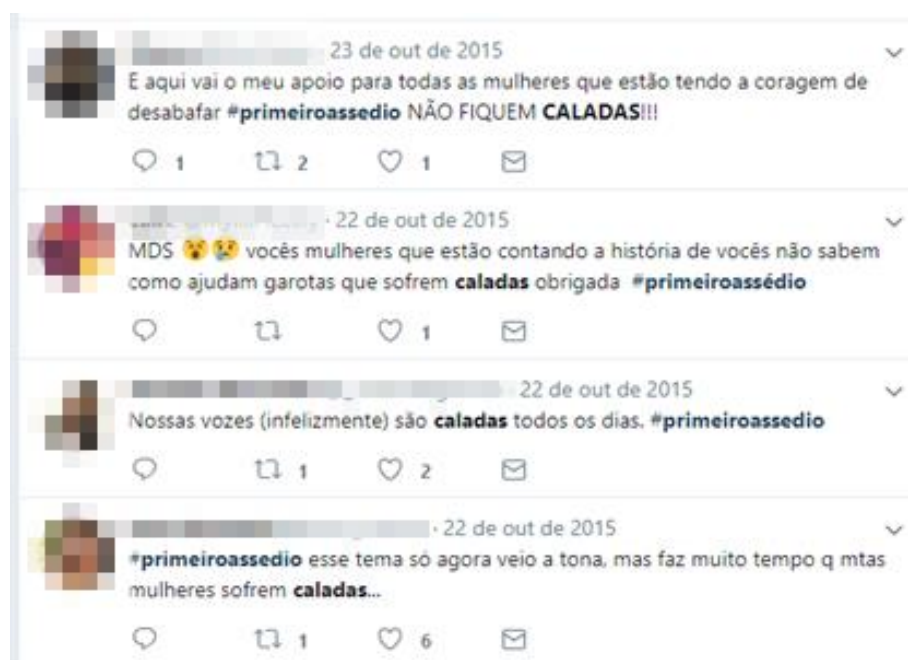 23 de out de 2015
E aqui vai o meu apoio para todas as mulheres que estão tendo a coragem de
desabafar #primeiroassedio NÃO FIQUEM CALADAS!!!
1 2 1
· 22 de out de 2015
MDS 😲😢 vocês mulheres que estão contando a história de vocês não sabem
como ajudam garotas que sofrem caladas obrigada #primeiroassédio
1
· 22 de out de 2015
Nossas vozes (infelizmente) são caladas todos os dias. #primeiroassedio
1 2
· 22 de out de 2015
#primeiroassedio esse tema só agora veio a tona, mas faz muito tempo q mtas
mulheres sofrem caladas...
1 6